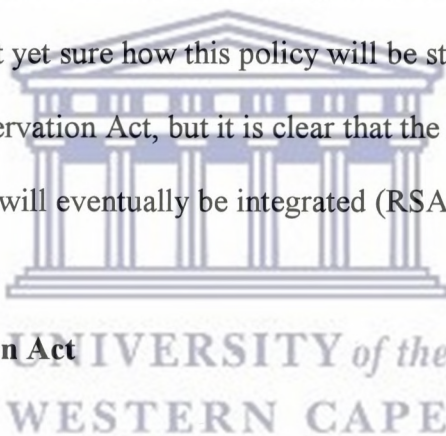 yet sure how this policy will be st
ervation Act, but it is clear that the
will eventually be integrated (RSA
n Act
UNIVERSITY of the
WESTERN CAPE